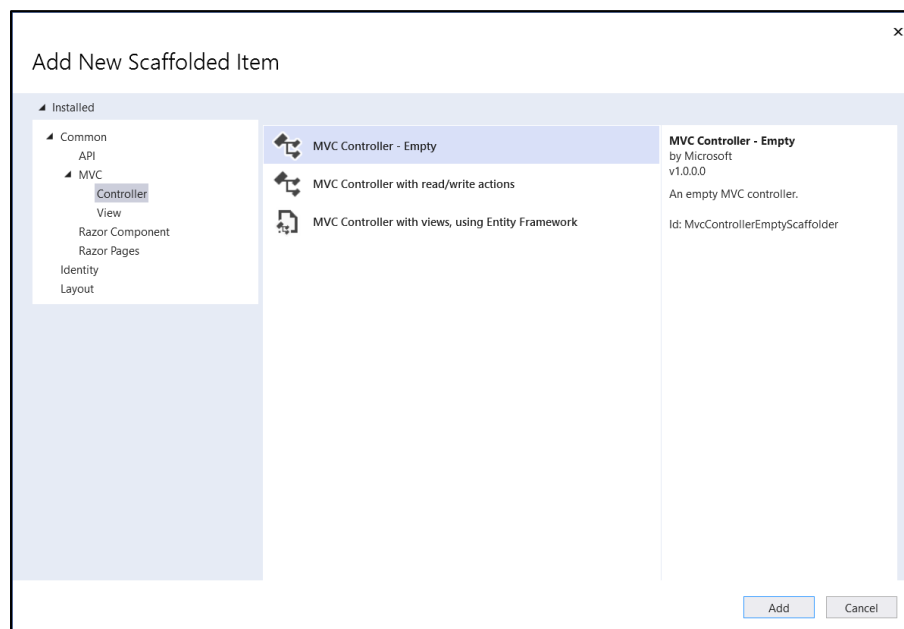 Add New Scaffolded Item
Installed
Common
API
MVC
Controller
View
Razor Component
Razor Pages
Identity
Layout
MVC Controller - Empty
MVC Controller with read/write actions
MVC Controller with views, using Entity Framework
MVC Controller - Empty
by Microsoft
v1.0.0.0
An empty MVC controller.
Id: MvcControllerEmptyScaffolder
Add
Cancel